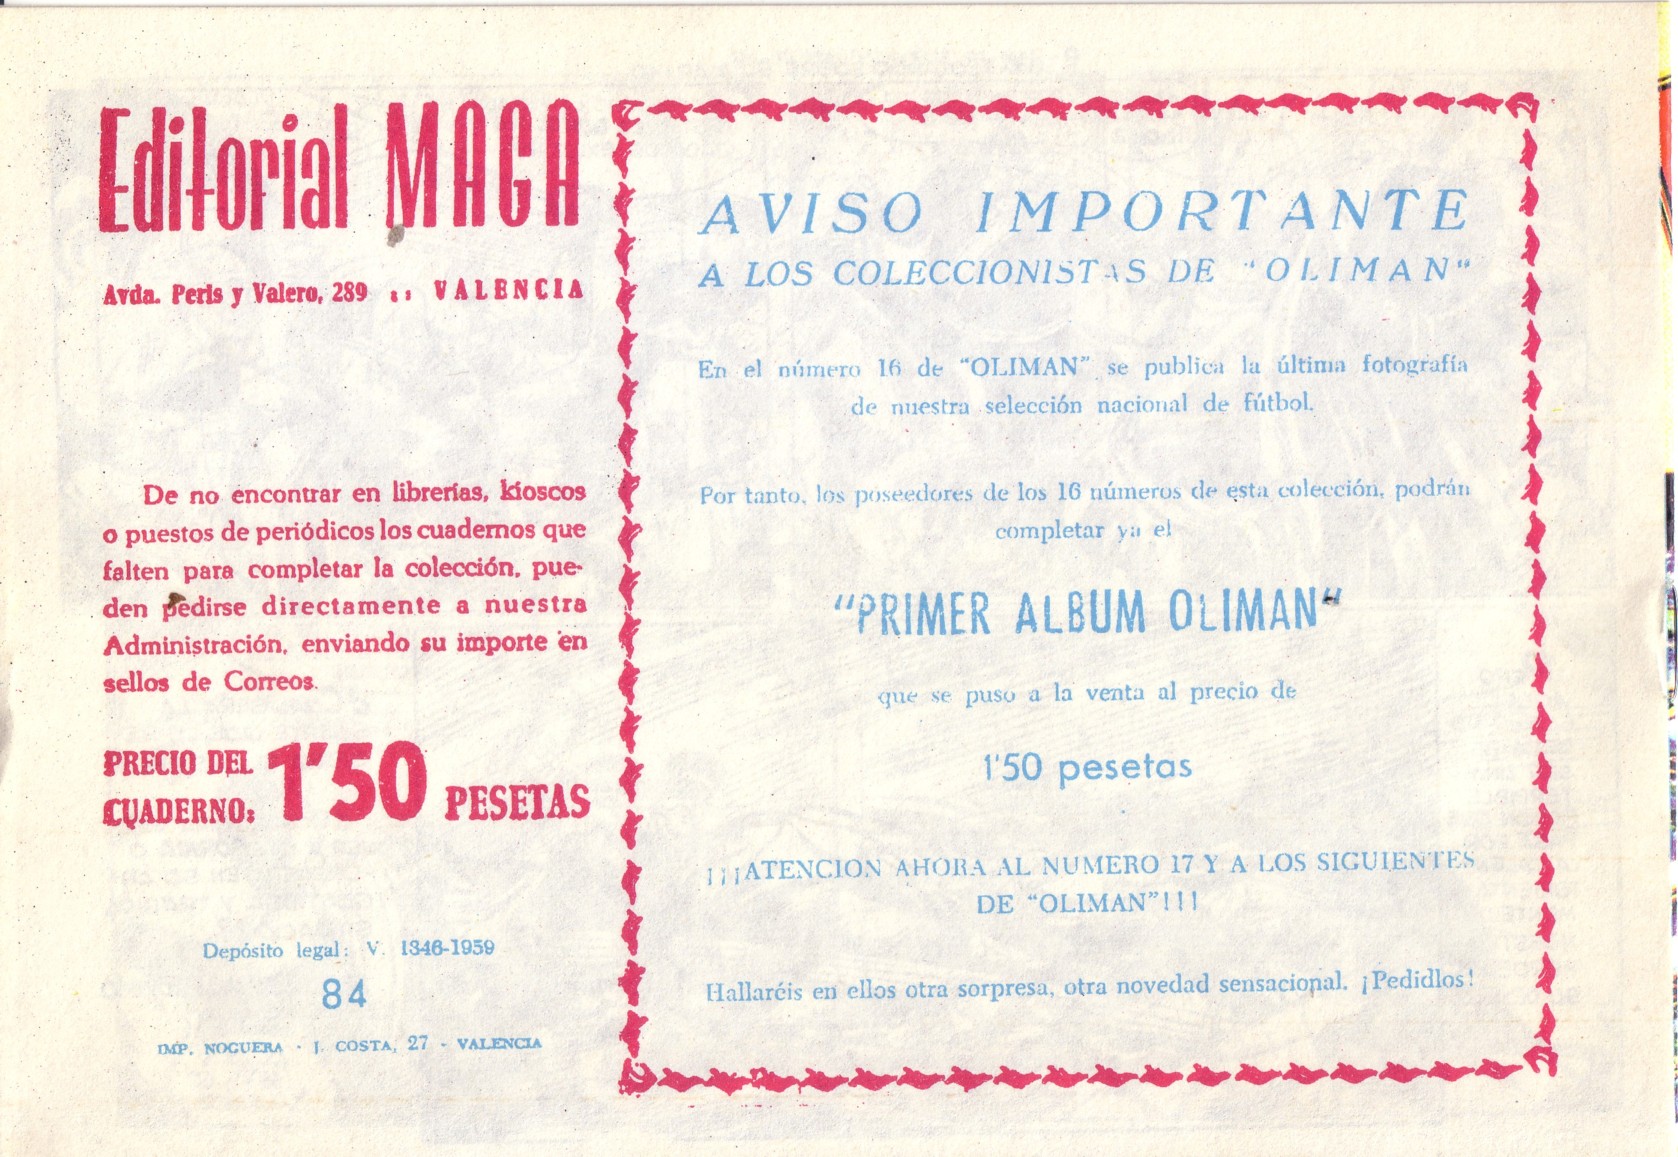 Editorial MAGA
Avda. Peris y Valero, 289 :: VALENCIA
De no encontrar en librerías, kioscos
o puestos de periódicos los cuadernos que
falten para completar la colección, pue-
den pedirse directamente a nuestra
Administración, enviando su importe en
sellos de Correos.
PRECIO DEL
CUADERNO: 1'50 PESETAS
Depósito legal: V. 1346-1959
84
IMP. NOGUERA - J. COSTA, 27 - VALENCIA
AVISO IMPORTANTE
A LOS COLECCIONISTAS DE "OLIMAN"
En el número 16 de "OLIMAN" se publica la última fotografía
de nuestra selección nacional de fútbol.
Por tanto, los poseedores de los 16 números de esta colección, podrán
completar ya el
"PRIMER ALBUM OLIMAN"
que se puso a la venta al precio de
1'50 pesetas
¡¡¡ATENCION AHORA AL NUMERO 17 Y A LOS SIGUIENTES
DE "OLIMAN"!!!
Hallaréis en ellos otra sorpresa, otra novedad sensacional. ¡Pedidlos!